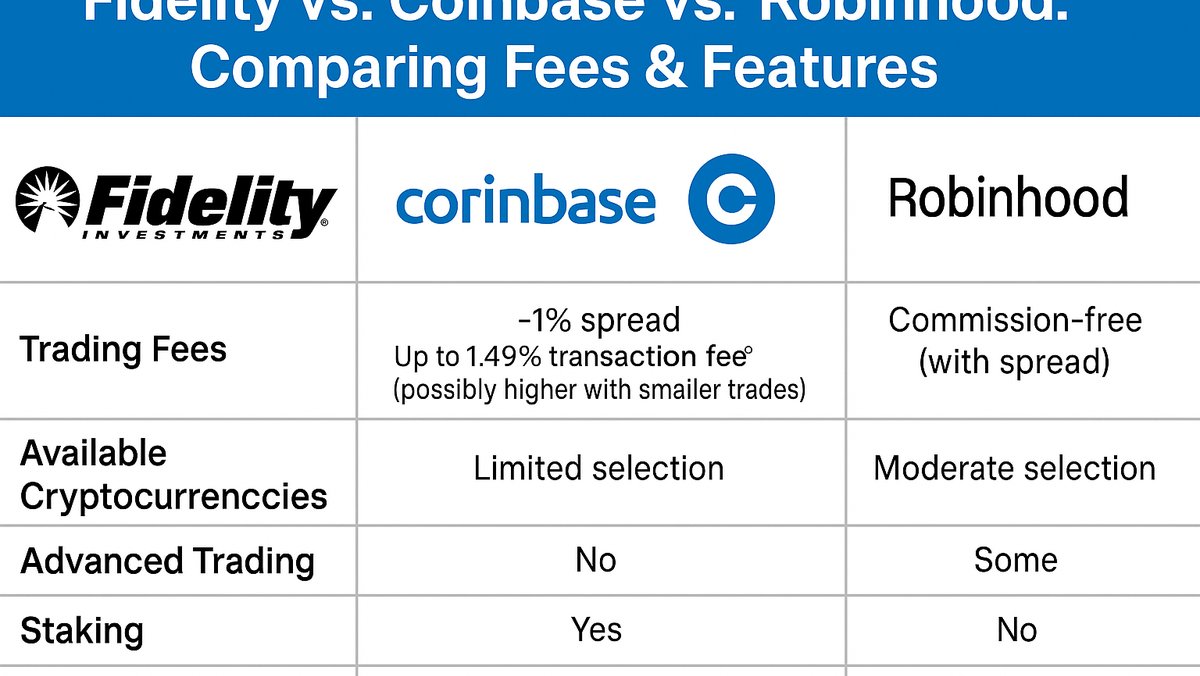 Fidelity vs. Coinbase vs. Robinhood:
Comparing Fees & Features
Fidelity®
INVESTMENTS
corinbase C
Robinhood
Trading Fees
-1% spread
Up to 1.49% transaction fee°
(possibly higher with smailer trades)
Commission-free
(with spread)
Available
Cryptocurrenccies
Limited selection
Moderate selection
Advanced Trading
No
Some
Staking
Yes
No